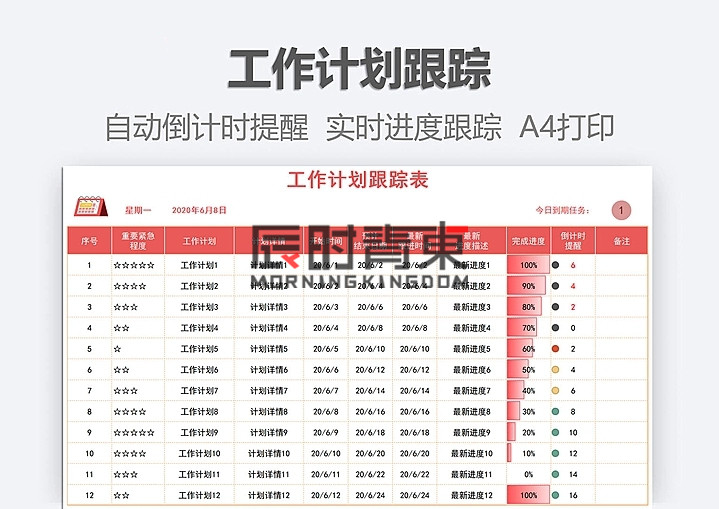 工作计划跟踪
自动倒计时提醒 实时进度跟踪 A4打印
工作计划跟踪表
星期一 2020年6月8日 今日到期任务: 1
序号 重要紧急程度 工作计划 计划详情 开始时间 最新 最新进度描述 完成进度 倒计时提醒 备注
MORNINGKINGDOM
1 ☆☆☆☆☆ 工作计划1 计划详情1 20/6/1 20/6/2 20/6/2 最新进度1 100% 6
2 ☆☆☆☆ 工作计划2 计划详情2 20/6/4 20/6/4 最新进度2 90% 4
3 ☆☆☆ 工作计划3 计划详情3 20/6/3 20/6/6 20/6/6 最新进度3 80% 2
4 ☆☆ 工作计划4 计划详情4 20/6/4 20/6/8 20/6/8 最新进度4 70% 0
5 ☆ 工作计划5 计划详情5 20/6/5 20/6/10 20/6/10 最新进度5 60% 2
6 ☆☆ 工作计划6 计划详情6 20/6/6 20/6/12 20/6/12 最新进度6 50% 4
7 ☆☆☆ 工作计划7 计划详情7 20/6/7 20/6/14 20/6/14 最新进度7 40% 6
8 ☆☆☆☆ 工作计划8 计划详情8 20/6/8 20/6/16 20/6/16 最新进度8 30% 8
9 ☆☆☆☆☆ 工作计划9 计划详情9 20/6/9 20/6/18 20/6/18 最新进度9 20% 10
10 ☆☆☆☆ 工作计划10 计划详情10 20/6/10 20/6/20 20/6/20 最新进度10 10% 12
11 ☆☆☆ 工作计划11 计划详情11 20/6/11 20/6/22 20/6/22 最新进度11 0% 14
12 ☆☆ 工作计划12 计划详情12 20/6/12 20/6/24 20/6/24 最新进度12 100% 16